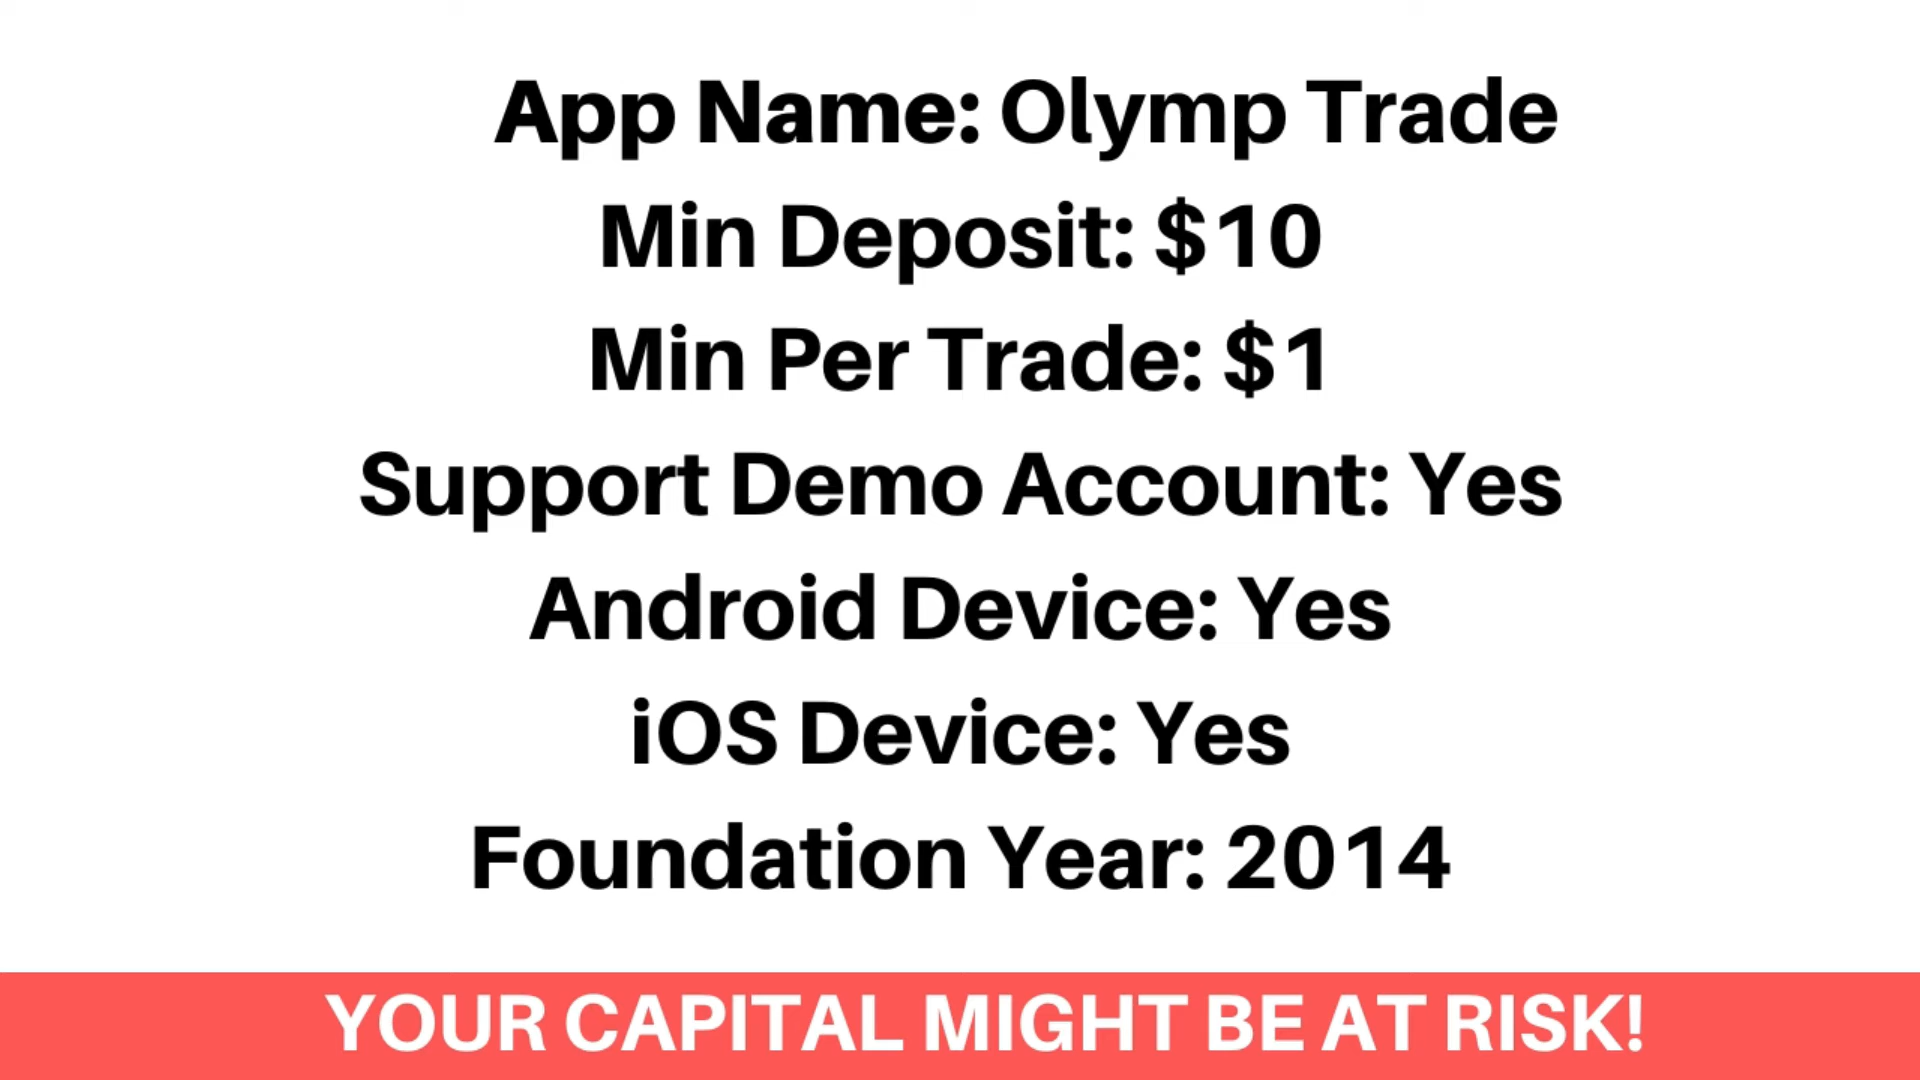 App Name: Olymp Trade
Min Deposit: $10
Min Per Trade: $1
Support Demo Account: Yes
Android Device: Yes
iOS Device: Yes
Foundation Year: 2014
YOUR CAPITAL MIGHT BE AT RISK!